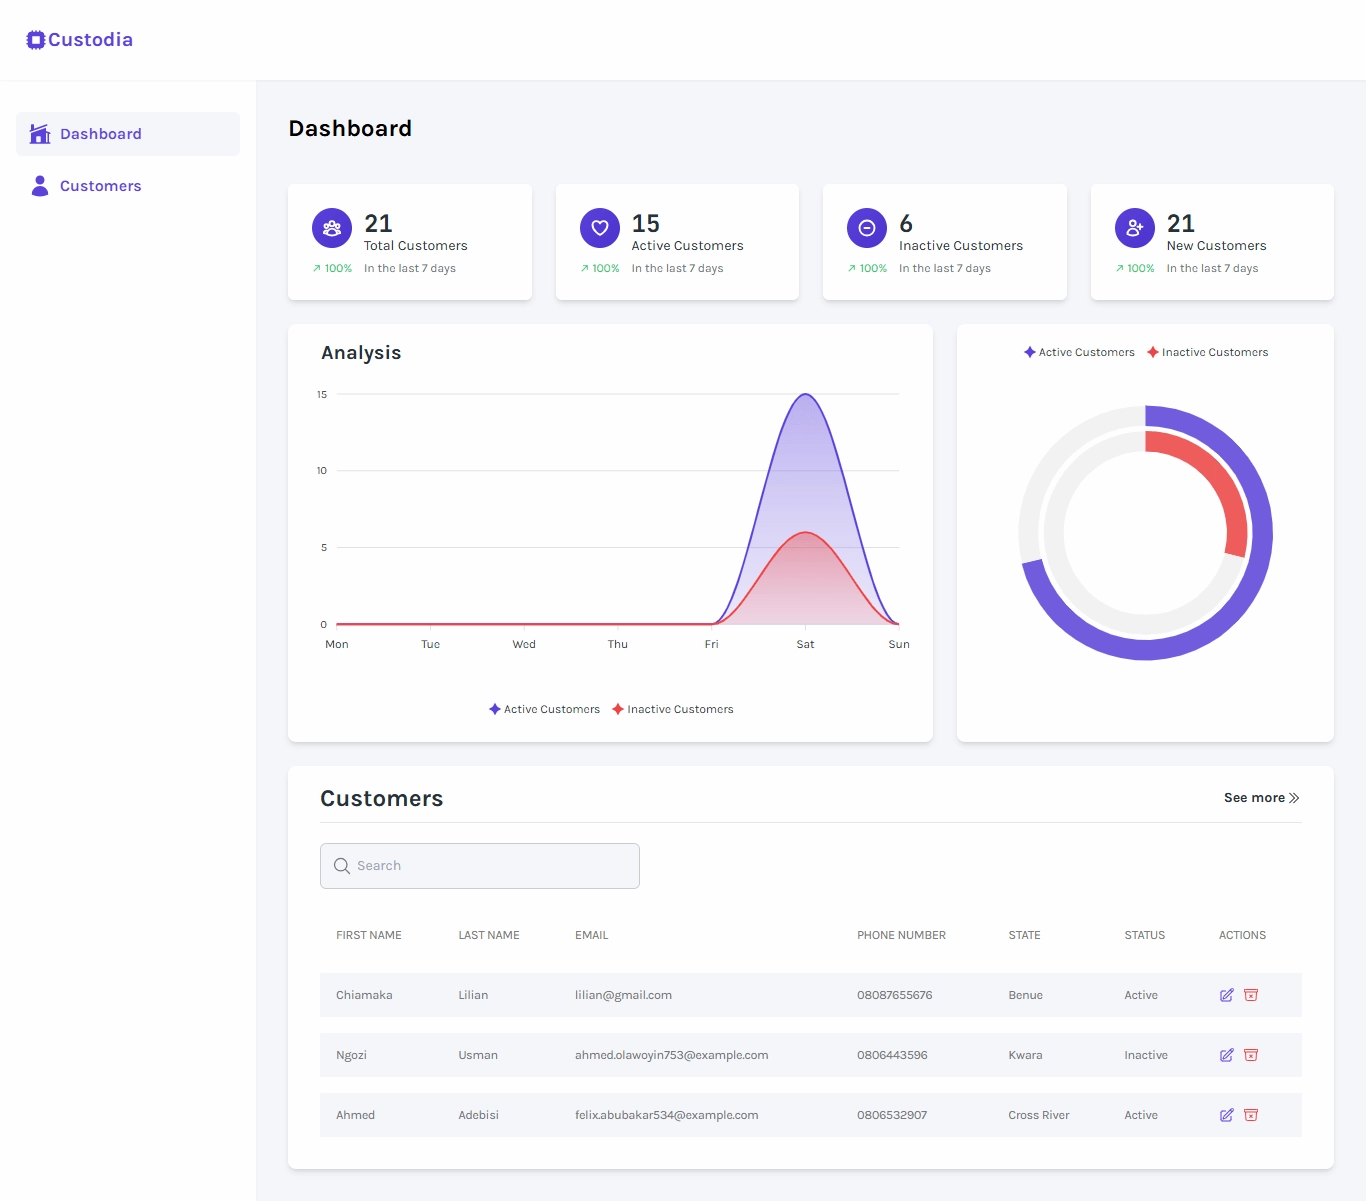 Custodia
Dashboard
Customers
Dashboard
21
Total Customers
↗ 100% In the last 7 days
15
Active Customers
↗ 100% In the last 7 days
6
Inactive Customers
↗ 100% In the last 7 days
21
New Customers
↗ 100% In the last 7 days
Analysis
15
10
5
0
Mon Tue Wed Thu Fri Sat Sun
Active Customers Inactive Customers
Active Customers Inactive Customers
Customers
See more
Search
FIRST NAME LAST NAME EMAIL PHONE NUMBER STATE STATUS ACTIONS
Chiamaka Lilian lilian@gmail.com 08087655676 Benue Active
Ngozi Usman ahmed.olawoyin753@example.com 0806443596 Kwara Inactive
Ahmed Adebisi felix.abubakar534@example.com 0806532907 Cross River Active